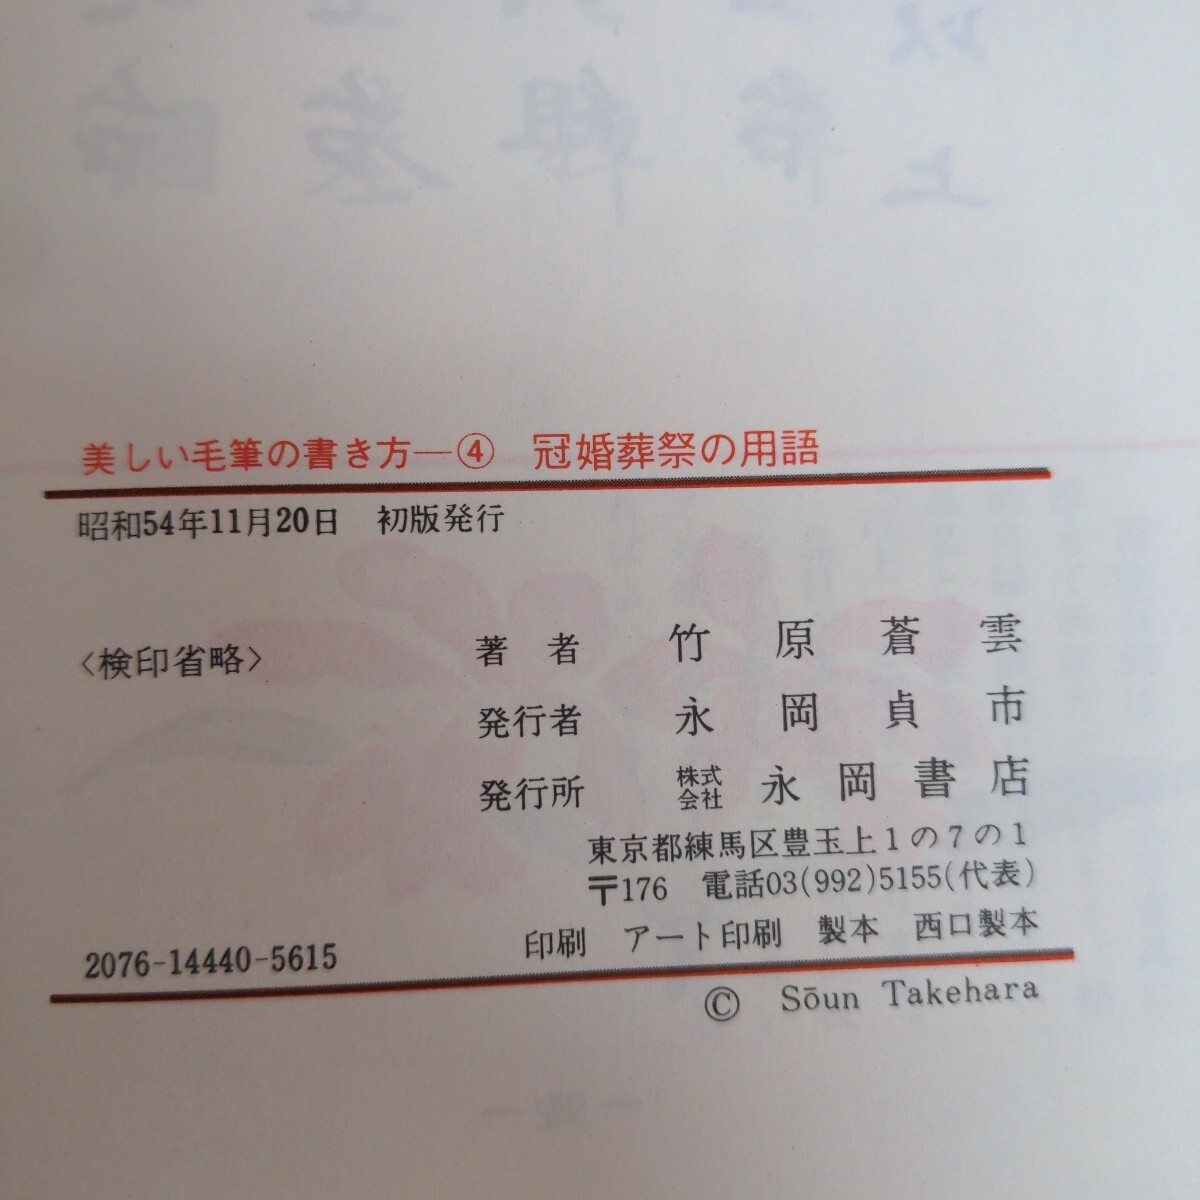 美しい毛筆の書き方―④　冠婚葬祭の用語
昭和54年11月20日　初版発行
〈検印省略〉
著者　竹原蒼雲
発行者　永岡貞市
発行所　株式会社　永岡書店
東京都練馬区豊玉上1の7の1
〒176　電話03(992)5155(代表)
印刷　アート印刷　製本　西口製本
2076-14440-5615
© Sōun Takehara